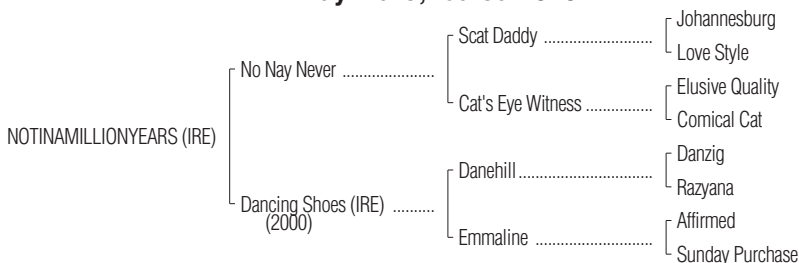 Scat Daddy ............................ Johannesburg
Love Style
No Nay Never ........................
Cat's Eye Witness ................. Elusive Quality
Comical Cat
NOTINAMILLIONYEARS (IRE)
Danehill................................... Danzig
Razyana
Dancing Shoes (IRE) ...........
(2000)
Emmaline ............................... Affirmed
Sunday Purchase